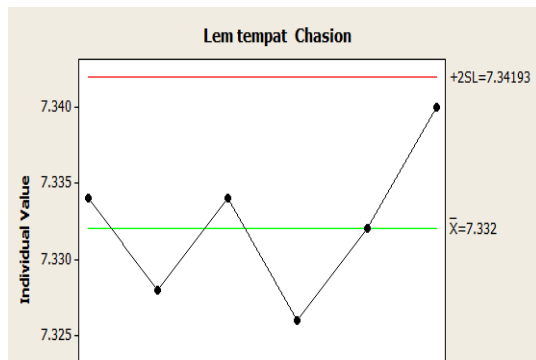 Lem tempat Chasion
+2SL=7.34193
7.340
7.335
X̄=7.332
7.330
7.325
Individual Value